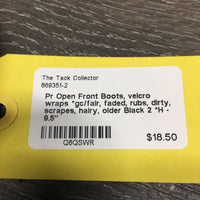 The Tack Collector
869351-2
Pr Open Front Boots, velcro
wraps *gc/fair, faded, rubs, dirty,
scrapes, hairy, older Black 2 *H -
9.5"
Q6QSWR
$18.50